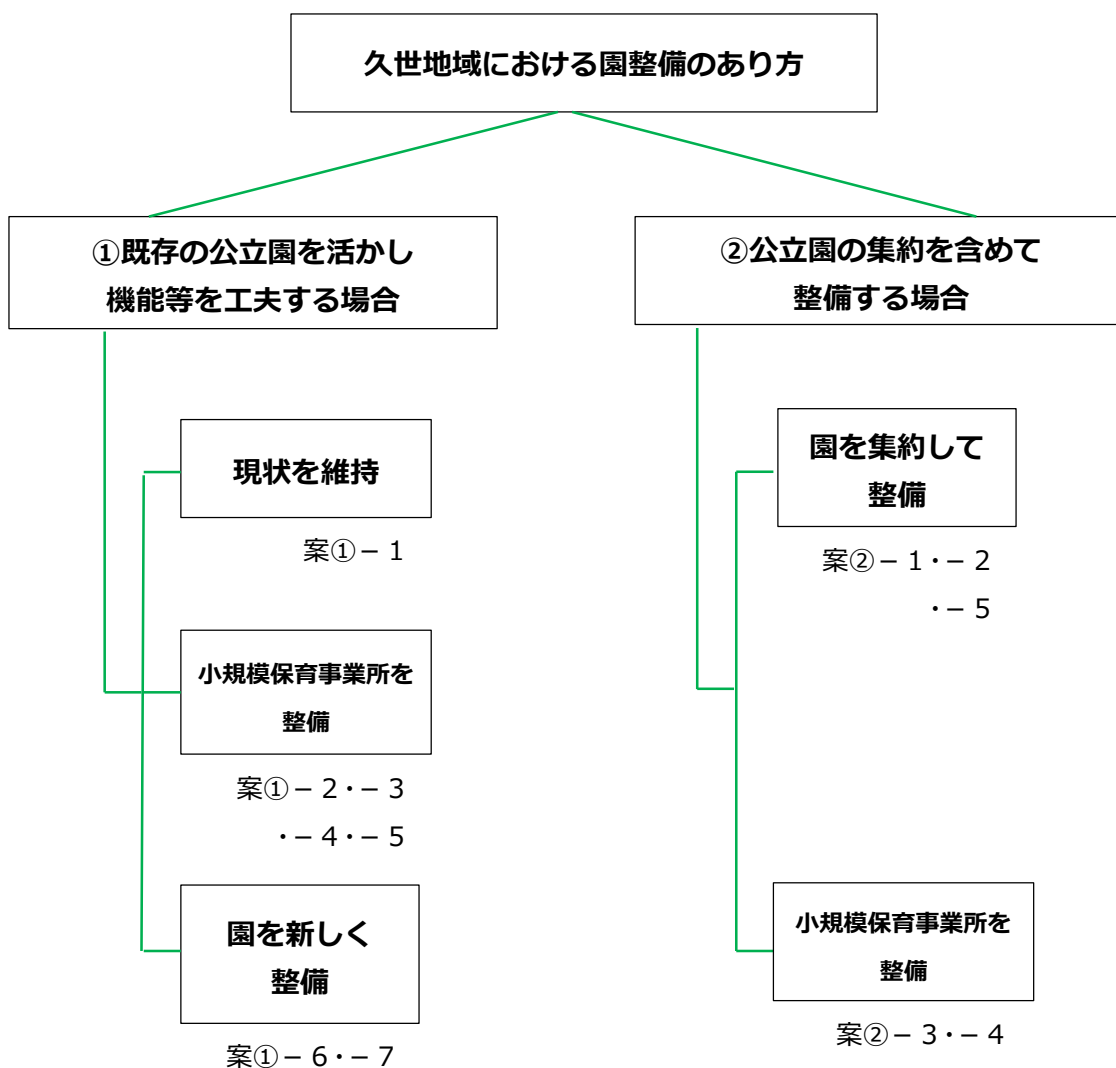 久世地域における園整備のあり方
①既存の公立園を活かし
機能等を工夫する場合
現状を維持
案①－１
小規模保育事業所を
整備
案①－２・－３
・－４・－５
園を新しく
整備
案①－６・－７
②公立園の集約を含めて
整備する場合
園を集約して
整備
案②－１・－２
・－５
小規模保育事業所を
整備
案②－３・－４